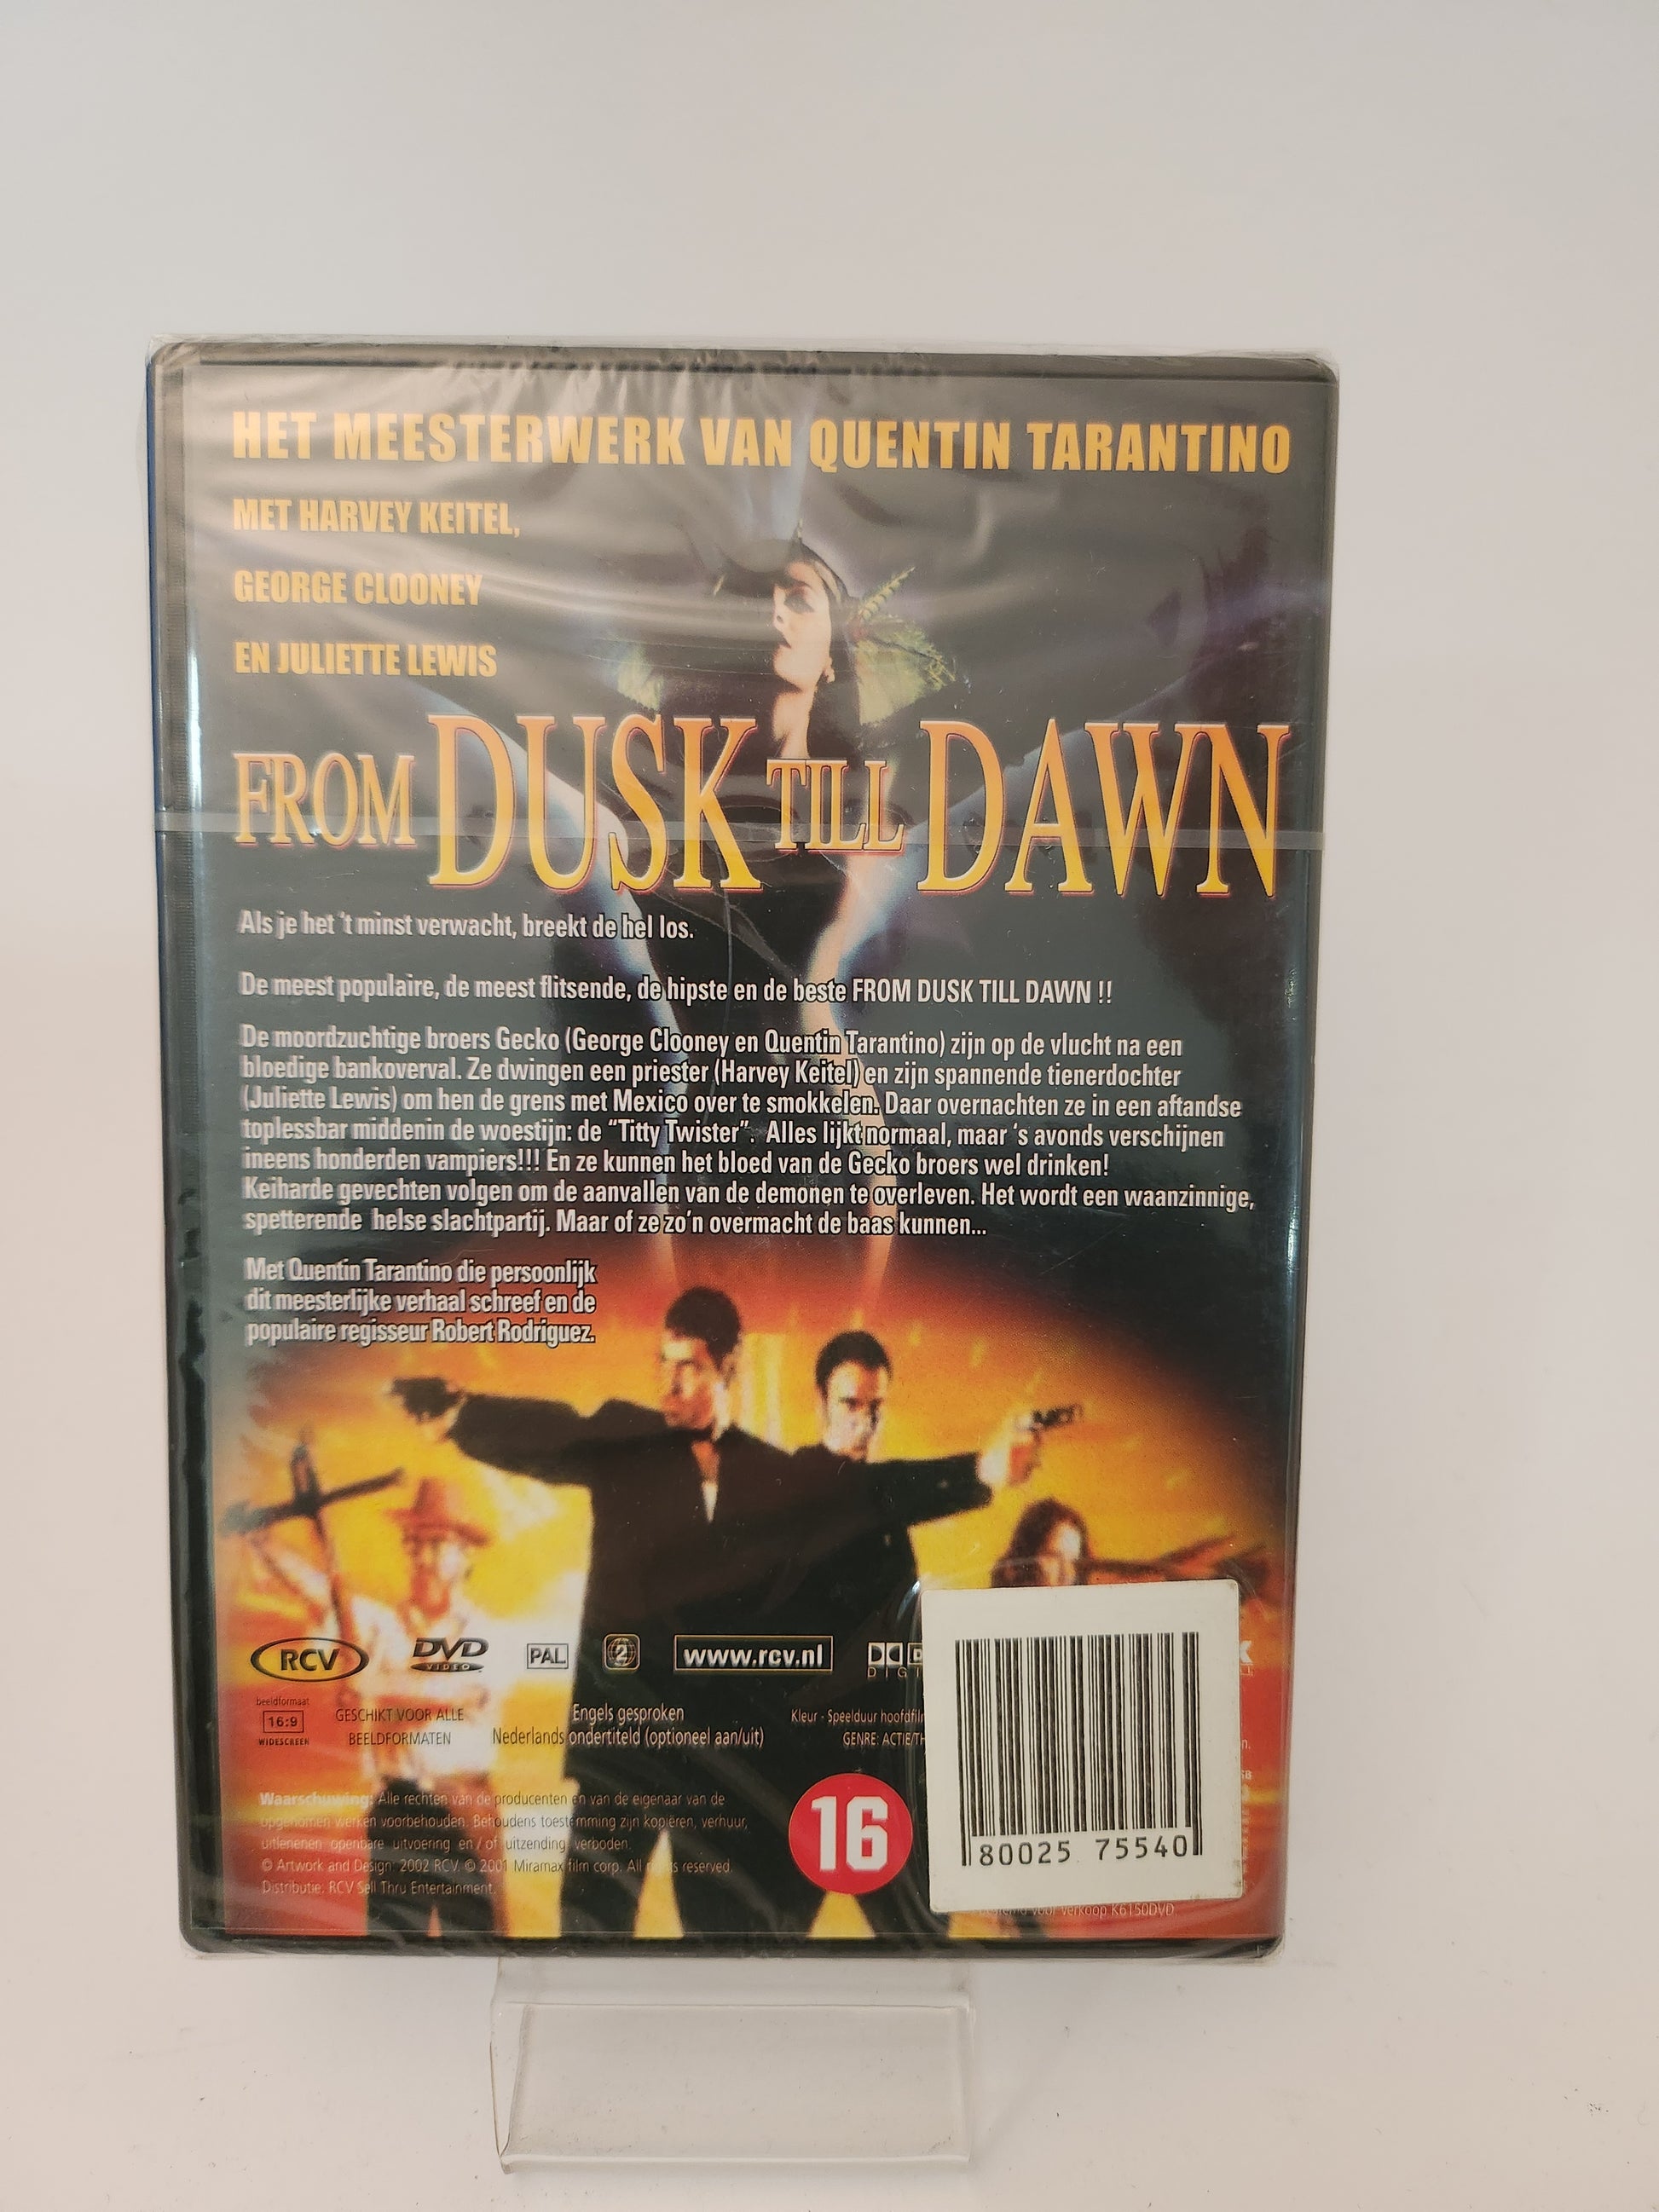 HET MEESTERWERK VAN QUENTIN TARANTINO
MET HARVEY KEITEL,
GEORGE CLOONEY
EN JULIETTE LEWIS
FROM DUSK TILL DAWN
Als je het 't minst verwacht, breekt de hel los.
De meest populaire, de meest flitsende, de hipste en de beste FROM DUSK TILL DAWN !!
De moordzuchtige broers Gecko (George Clooney en Quentin Tarantino) zijn op de vlucht na een
bloedige bankoverval. Ze dwingen een priester (Harvey Keitel) en zijn spannende tienerdochter
(Juliette Lewis) om hen de grens met Mexico over te smokkelen. Daar overnachten ze in een aftandse
toplessbar middenin de woestijn: de “Titty Twister”. Alles lijkt normaal, maar 's avonds verschijnen
ineens honderden vampiers!!! En ze kunnen het bloed van de Gecko broers wel drinken!
Keiharde gevechten volgen om de aanvallen van de demonen te overleven. Het wordt een waanzinnige,
spetterende helse slachtpartij. Maar of ze zo'n overmacht de baas kunnen...
Met Quentin Tarantino die persoonlijk
dit meesterlijke verhaal schreef en de
populaire regisseur Robert Rodriguez.
RCV DVD VIDEO PAL 2 www.rcv.nl
beeldformaat
16:9
WIDESCREEN
GESCHIKT VOOR ALLE
BEELDFORMATEN
Engels gesproken
Nederlands ondertiteld (optioneel aan/uit)
Kleur - Speelduur
GENRE:
Waarschuwing: Alle rechten van de producenten en van de eigenaar van de
opgenomen werken voorbehouden. Behoudens toestemming zijn kopiëren, verhuur,
uitlenenen openbare uitvoering en / of uitzending verboden.
© Artwork and Design: 2002 RCV. © 2001 Miramax film corp. All rights reserved.
Distributie: RCV Sell Thru Entertainment.
16
80025 75540
voor verkoop K6150DVD